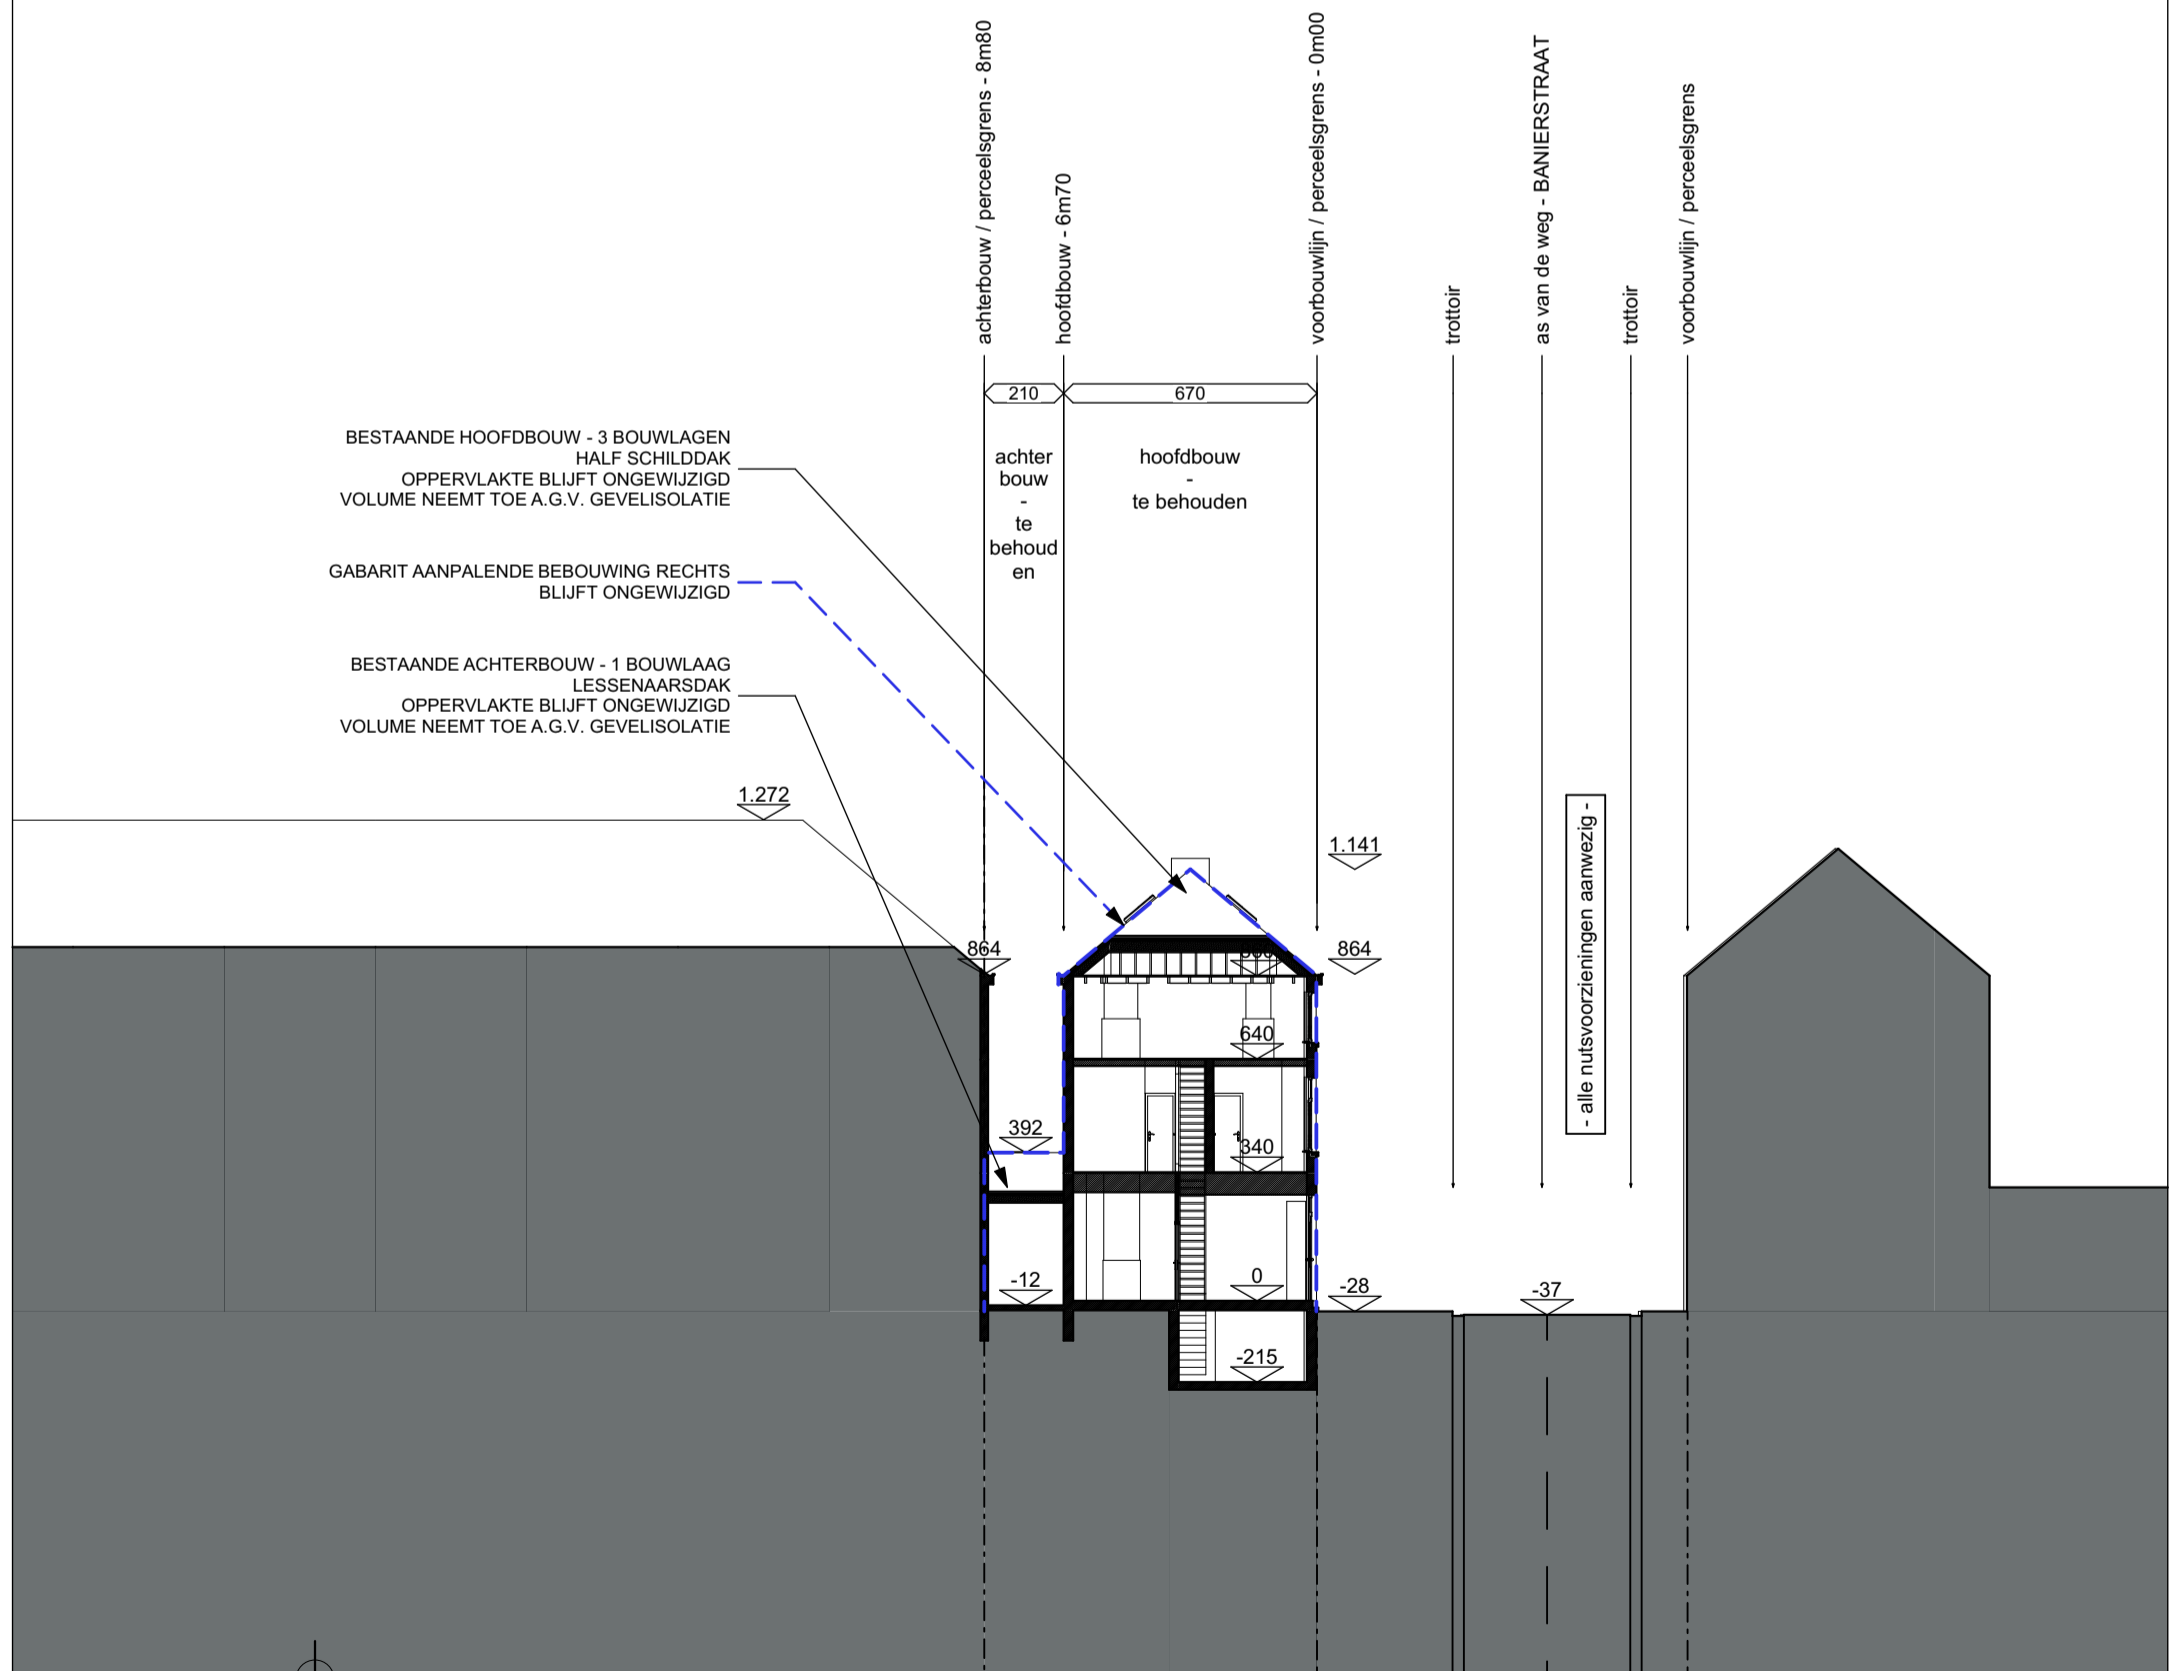 achterbouw / perceelsgrens - 8m80
hoofdbouw - 6m70
voorbouwlijn / perceelsgrens - 0m00
trottoir
as van de weg - BANIERSTRAAT
trottoir
voorbouwlijn / perceelsgrens
210
670
achter
bouw
-
te
behoud
en
hoofdbouw
-
te behouden
BESTAANDE HOOFDBOUW - 3 BOUWLAGEN
HALF SCHILDDAK
OPPERVLAKTE BLIJFT ONGEWIJZIGD
VOLUME NEEMT TOE A.G.V. GEVELISOLATIE
GABARIT AANPALENDE BEBOUWING RECHTS
BLIJFT ONGEWIJZIGD
BESTAANDE ACHTERBOUW - 1 BOUWLAAG
LESSENAARSDAK
OPPERVLAKTE BLIJFT ONGEWIJZIGD
VOLUME NEEMT TOE A.G.V. GEVELISOLATIE
1.272
1.141
864
864
640
392
340
-12
0
-28
-37
-215
- alle nutsvoorzieningen aanwezig -